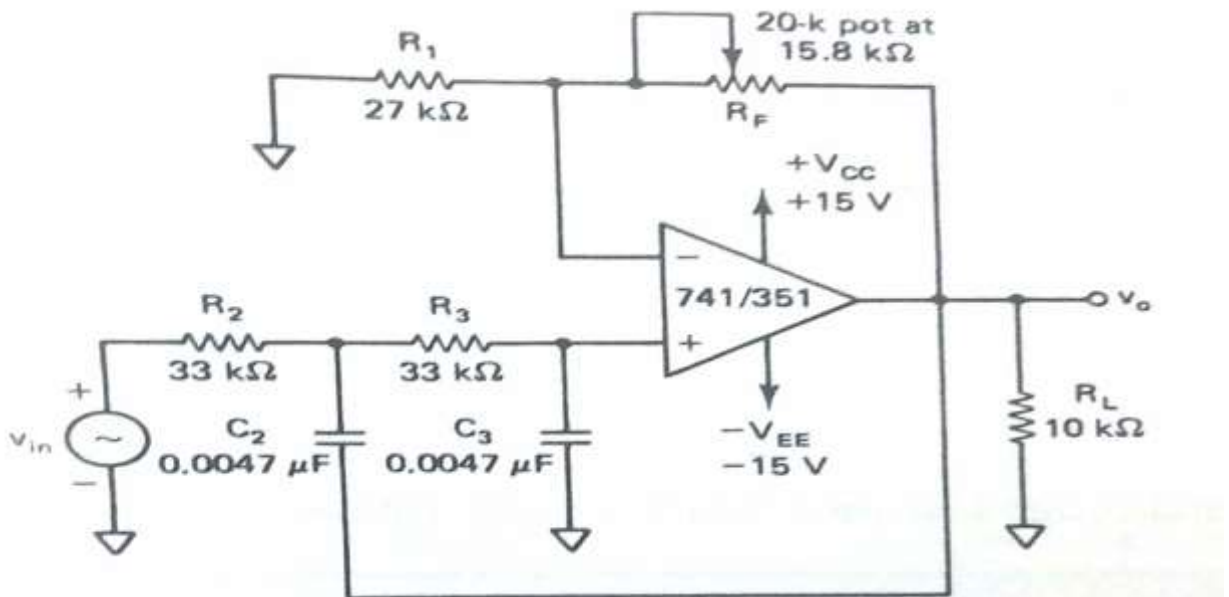 20-k pot at
15.8 kΩ
R1
27 kΩ
RF
+VCC
+15 V
−
741/351
+
vo
R2
33 kΩ
R3
33 kΩ
+
vin
−
C2
0.0047 µF
C3
0.0047 µF
−VEE
−15 V
RL
10 kΩ